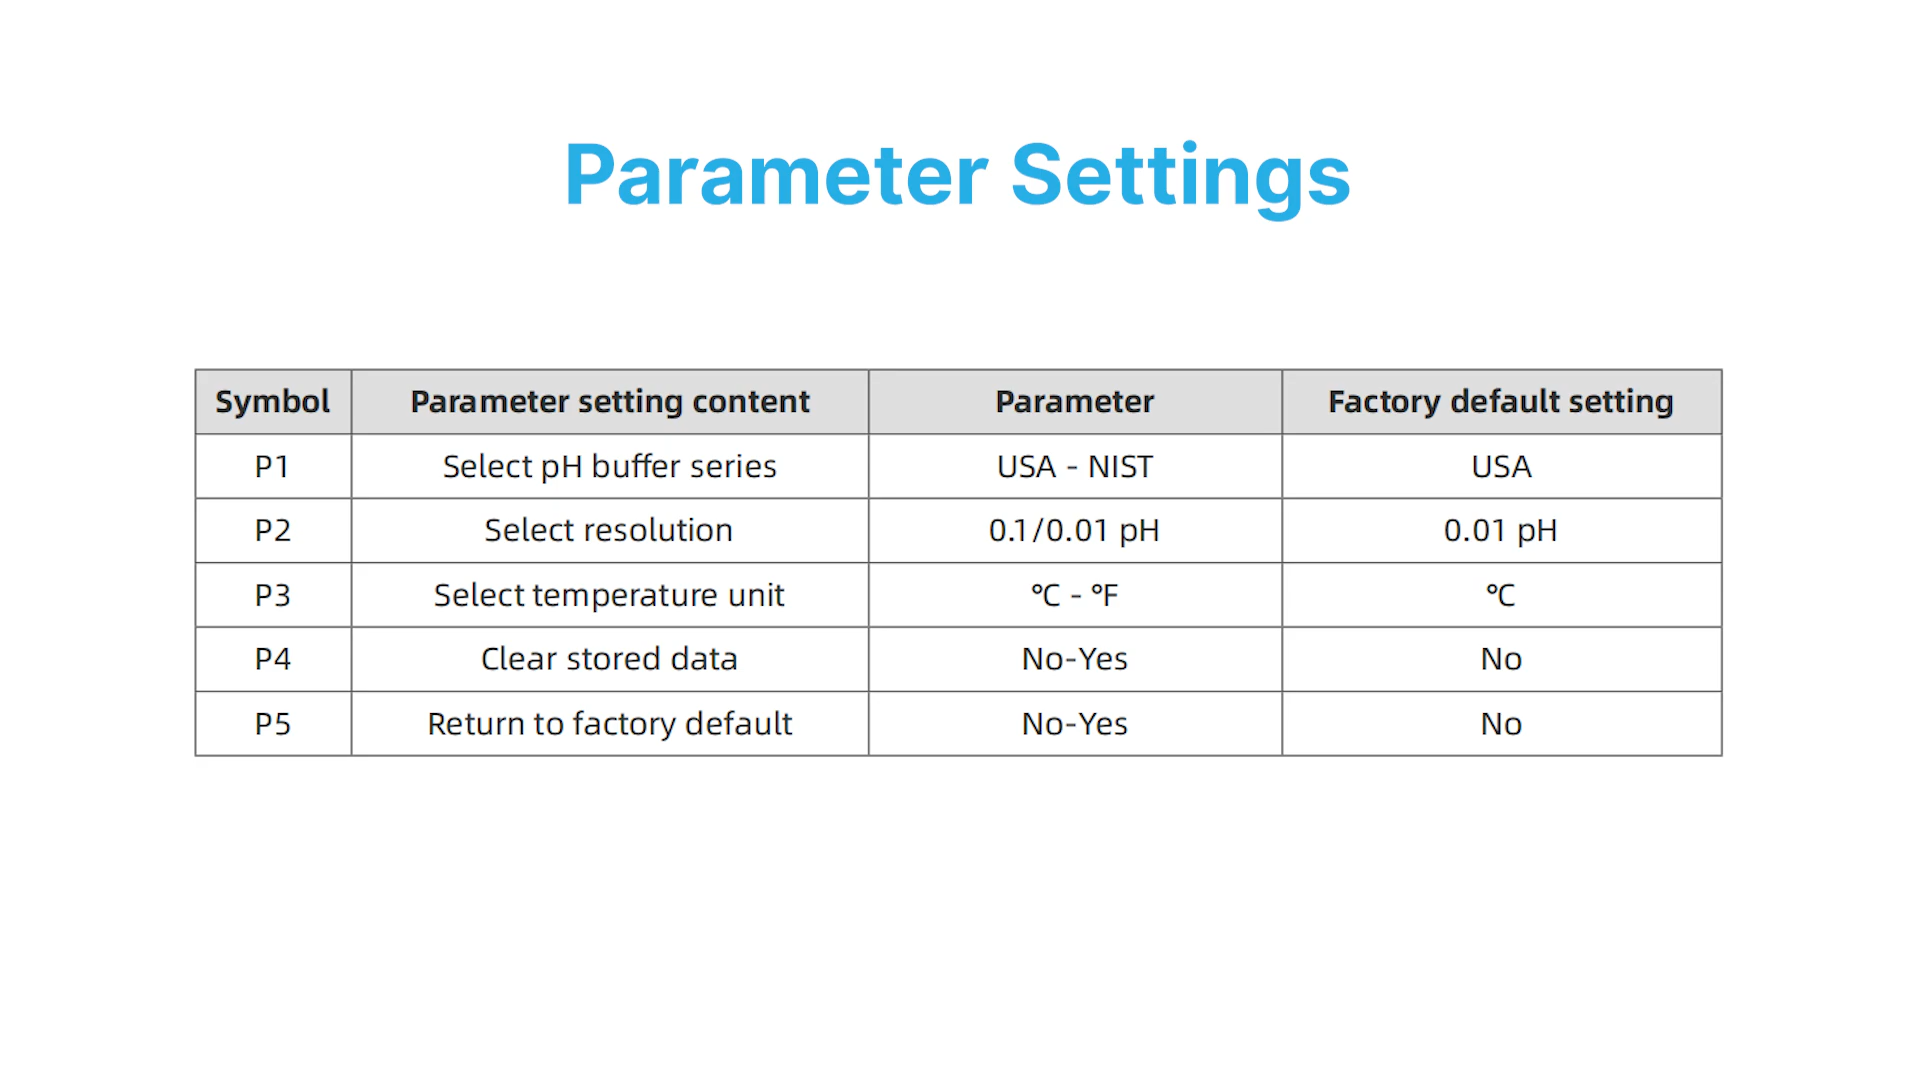 Parameter Settings
Symbol Parameter setting content Parameter Factory default setting
P1 Select pH buffer series USA - NIST USA
P2 Select resolution 0.1/0.01 pH 0.01 pH
P3 Select temperature unit ℃ - ℉ ℃
P4 Clear stored data No-Yes No
P5 Return to factory default No-Yes No